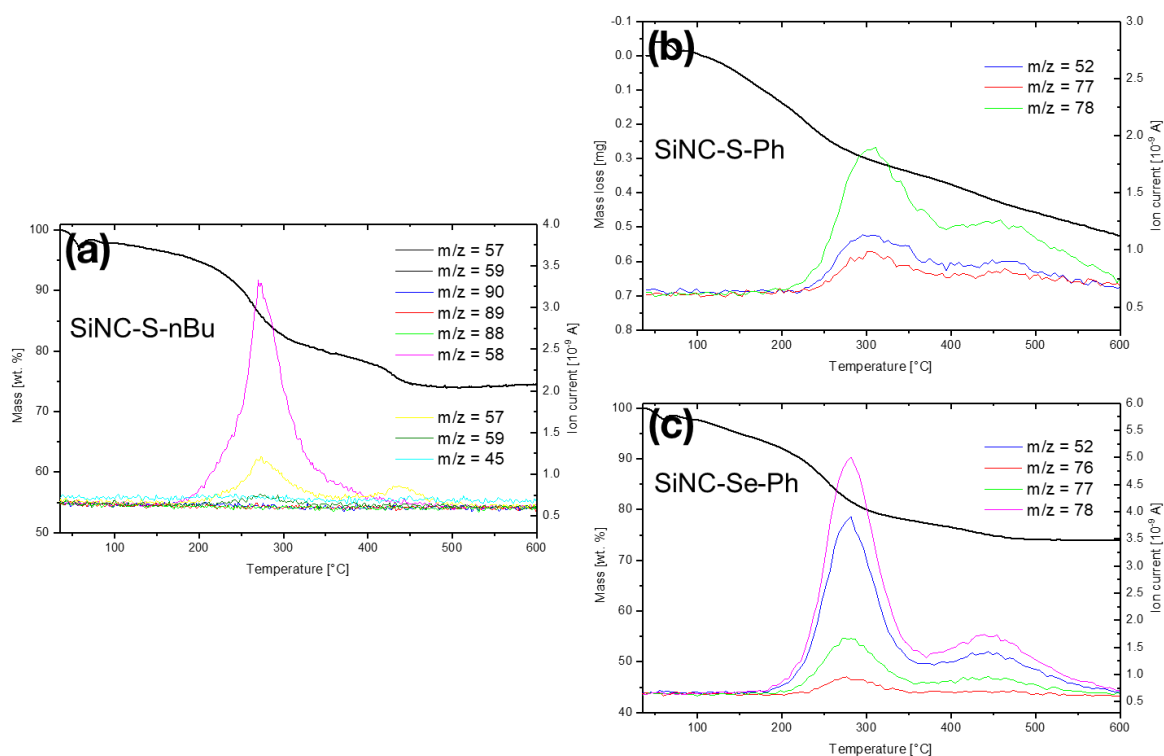 (a)
SiNC-S-nBu
m/z = 57
m/z = 59
m/z = 90
m/z = 89
m/z = 88
m/z = 58
m/z = 57
m/z = 59
m/z = 45
Mass [wt. %]
100
90
80
70
60
50
100
200
300
400
500
600
Temperature [°C]
4.0
3.5
3.0
2.5
2.0
1.5
1.0
0.5
Ion current [10⁻⁹ A]
(b)
SiNC-S-Ph
m/z = 52
m/z = 77
m/z = 78
Mass loss [mg]
-0.1
0.0
0.1
0.2
0.3
0.4
0.5
0.6
0.7
0.8
100
200
300
400
500
600
Temperature [°C]
3.0
2.5
2.0
1.5
1.0
0.5
Ion current [10⁻⁹ A]
(c)
SiNC-Se-Ph
m/z = 52
m/z = 76
m/z = 77
m/z = 78
Mass [wt. %]
100
90
80
70
60
50
40
100
200
300
400
500
600
Temperature [°C]
6.0
5.5
5.0
4.5
4.0
3.5
3.0
2.5
2.0
1.5
1.0
0.5
Ion current [10⁻⁹ A]